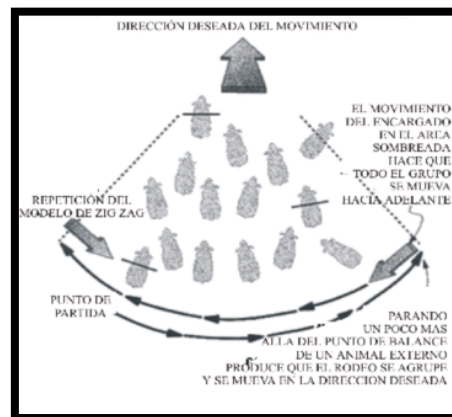 DIRECCIÓN DESEADA DEL MOVIMIENTO
EL MOVIMIENTO
DEL ENCARGADO
EN EL AREA
SOMBREADA
HACE QUE
TODO EL GRUPO
SE MUEVA
HACIA ADELANTE
REPETICIÓN DEL
MODELO DE ZIG ZAG
PUNTO DE
PARTIDA
PARANDO
UN POCO MAS
ALLA DEL PUNTO DE BALANCE
DE UN ANIMAL EXTERNO
PRODUCE QUE EL RODEO SE AGRUPE
Y SE MUEVA EN LA DIRECCION DESEADA